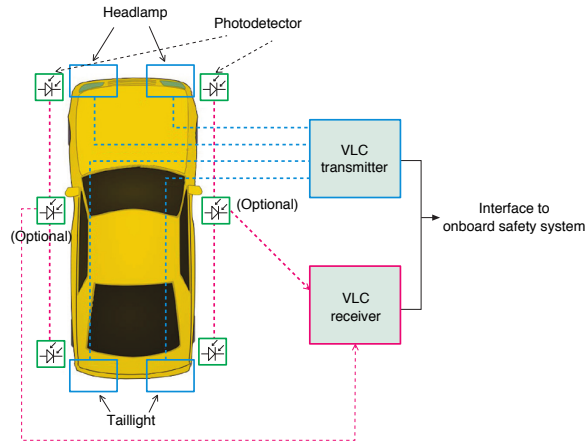 Headlamp
Photodetector
VLC
transmitter
(Optional)
(Optional)
Interface to
onboard safety system
VLC
receiver
Taillight